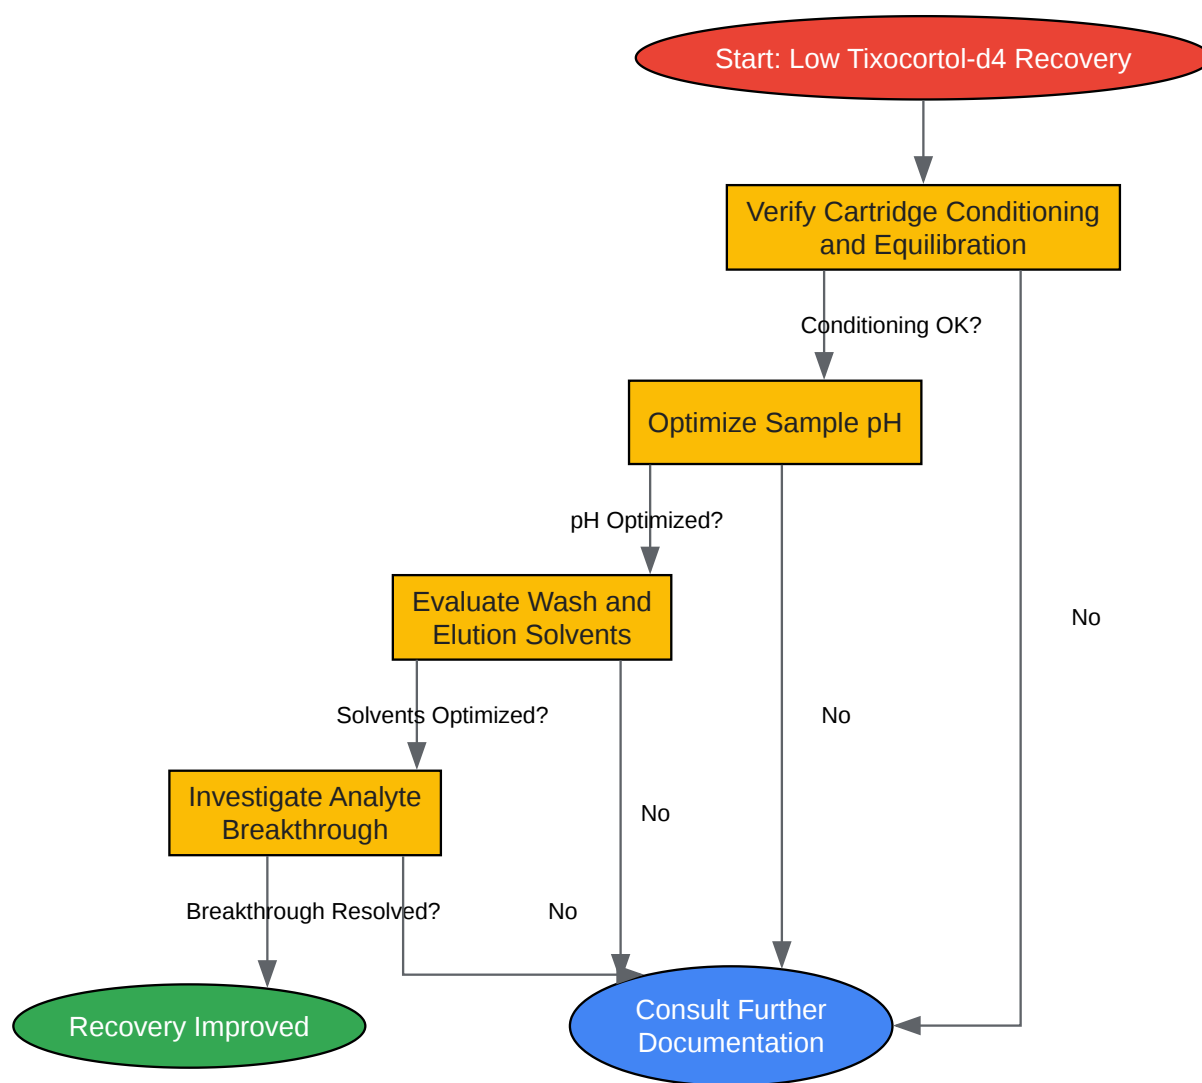 Start: Low Tixocortol-d4 Recovery
Verify Cartridge Conditioning
and Equilibration
Conditioning OK?
Optimize Sample pH
pH Optimized?
Evaluate Wash and
Elution Solvents
No
Solvents Optimized?
No
Investigate Analyte
Breakthrough
No
Breakthrough Resolved?
No
Recovery Improved
Consult Further
Documentation